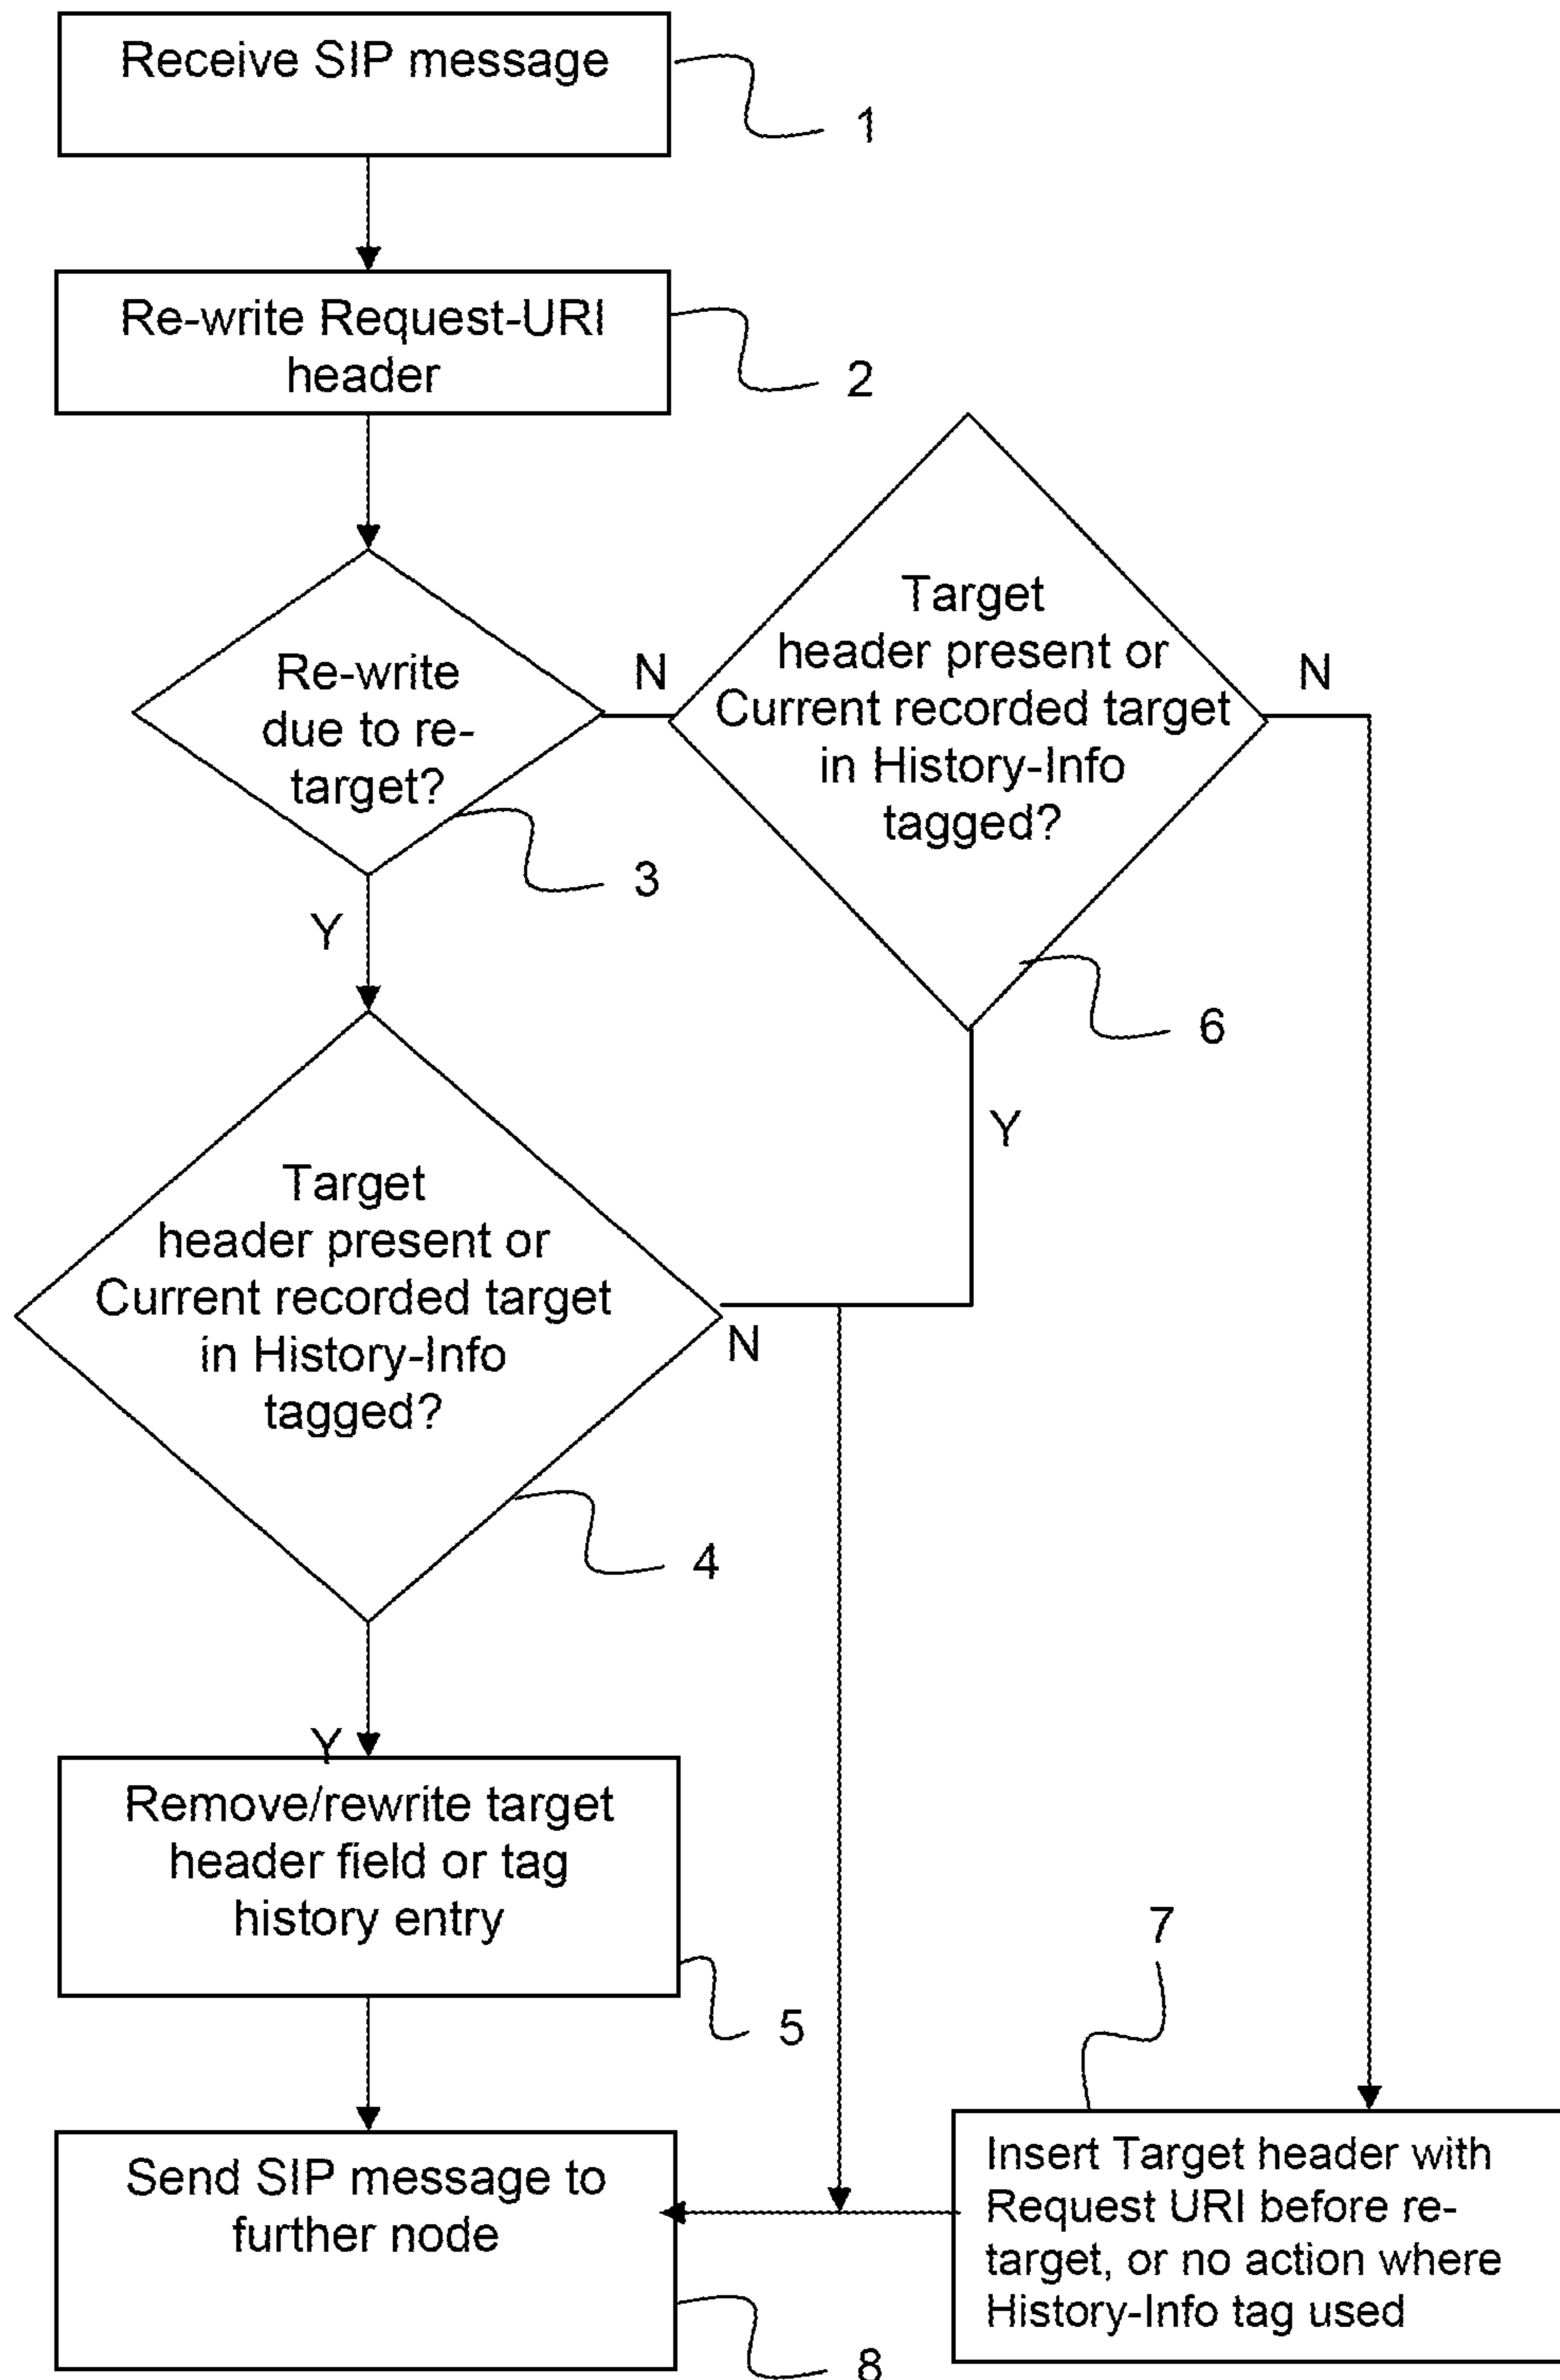 Receive SIP message
1
Re-write Request-URI
header
2
Re-write
due to re-
target?
N
3
Y
Target
header present or
Current recorded target
in History-Info
tagged?
N
6
Y
Target
header present or
Current recorded target
in History-Info
tagged?
N
4
Y
Remove/rewrite target
header field or tag
history entry
5
7
Insert Target header with
Request URI before re-
target, or no action where
History-Info tag used
Send SIP message to
further node
8